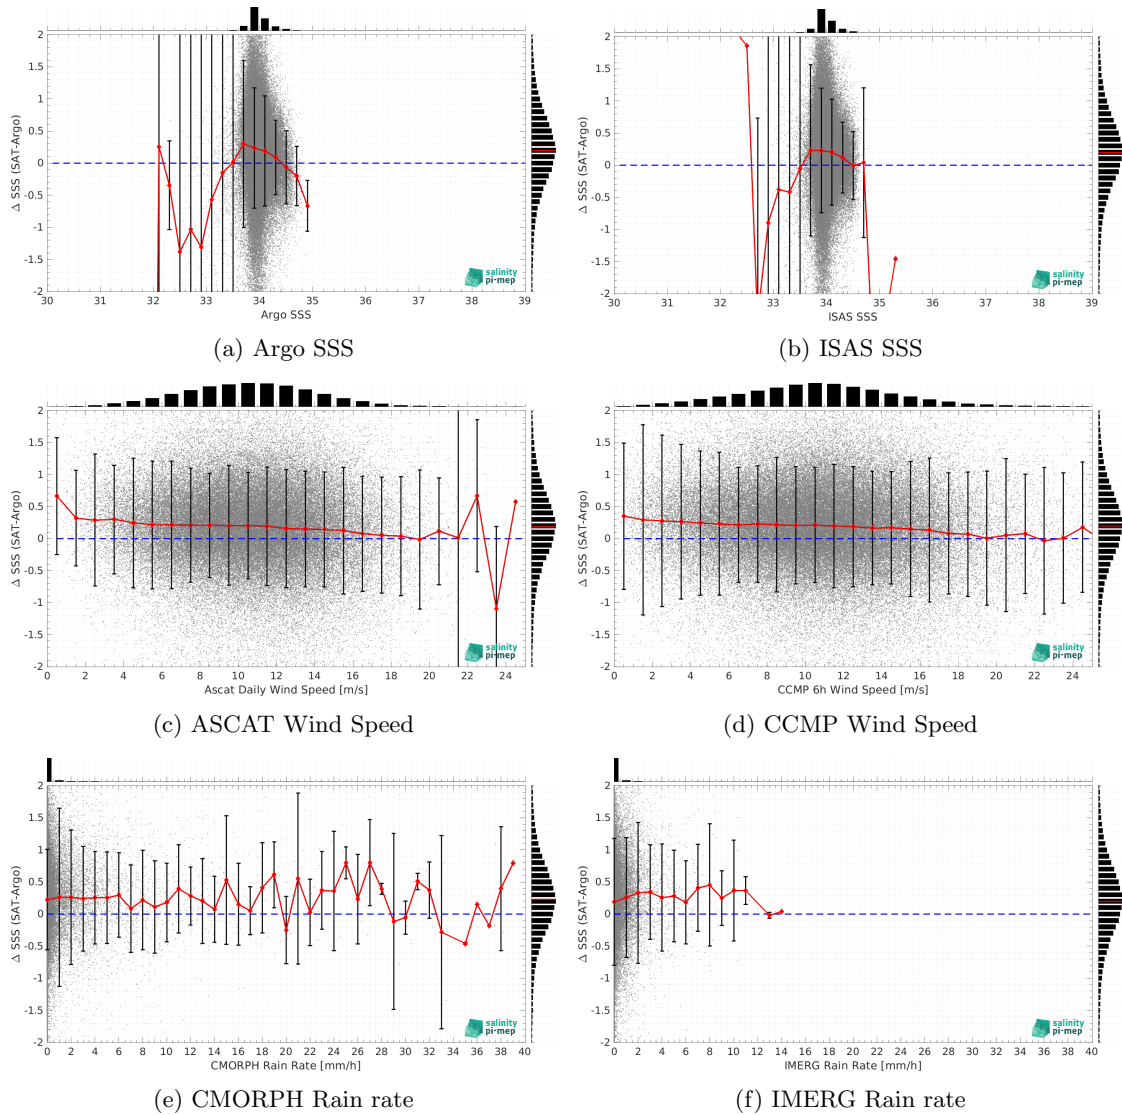 2
1.5
1
0.5
0
-0.5
-1
-1.5
-2
Δ SSS (SAT-Argo)
30 31 32 33 34 35 36 37 38 39
Argo SSS
salinity
pi-mep
(a) Argo SSS
2
1.5
1
0.5
0
-0.5
-1
-1.5
-2
Δ SSS (SAT-Argo)
30 31 32 33 34 35 36 37 38 39
ISAS SSS
salinity
pi-mep
(b) ISAS SSS
2
1.5
1
0.5
0
-0.5
-1
-1.5
-2
Δ SSS (SAT-Argo)
0 2 4 6 8 10 12 14 16 18 20 22 24
Ascat Daily Wind Speed [m/s]
salinity
pi-mep
(c) ASCAT Wind Speed
2
1.5
1
0.5
0
-0.5
-1
-1.5
-2
Δ SSS (SAT-Argo)
0 2 4 6 8 10 12 14 16 18 20 22 24
CCMP 6h Wind Speed [m/s]
salinity
pi-mep
(d) CCMP Wind Speed
2
1.5
1
0.5
0
-0.5
-1
-1.5
-2
Δ SSS (SAT-Argo)
0 2 4 6 8 10 12 14 16 18 20 22 24 26 28 30 32 34 36 38 40
CMORPH Rain Rate [mm/h]
salinity
pi-mep
(e) CMORPH Rain rate
2
1.5
1
0.5
0
-0.5
-1
-1.5
-2
Δ SSS (SAT-Argo)
0 2 4 6 8 10 12 14 16 18 20 22 24 26 28 30 32 34 36 38 40
IMERG Rain Rate [mm/h]
salinity
pi-mep
(f) IMERG Rain rate